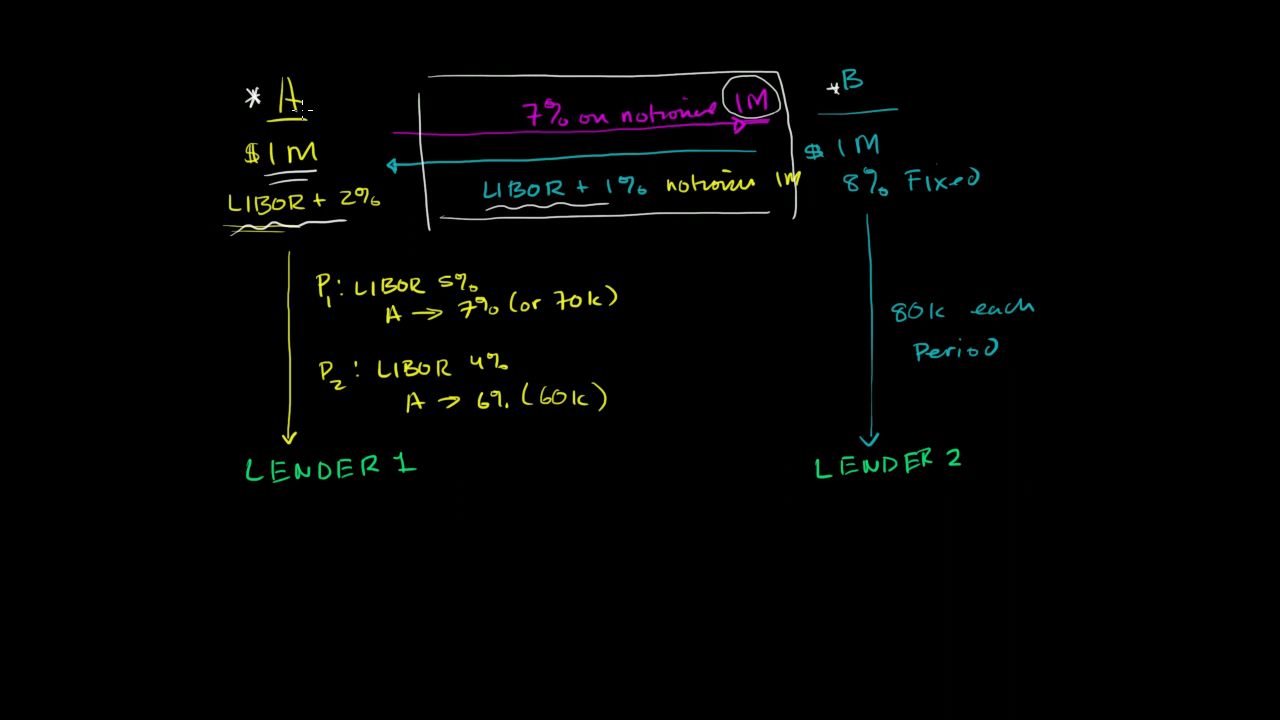 * A
$ 1M
LIBOR + 2%
7% on notional 1M
LIBOR + 1% notional 1M
* B
$ 1M
8% Fixed
P1: LIBOR 5%
A → 7% (or 70k)
P2: LIBOR 4%
A → 6% (60k)
80k each
Period
LENDER 1
LENDER 2